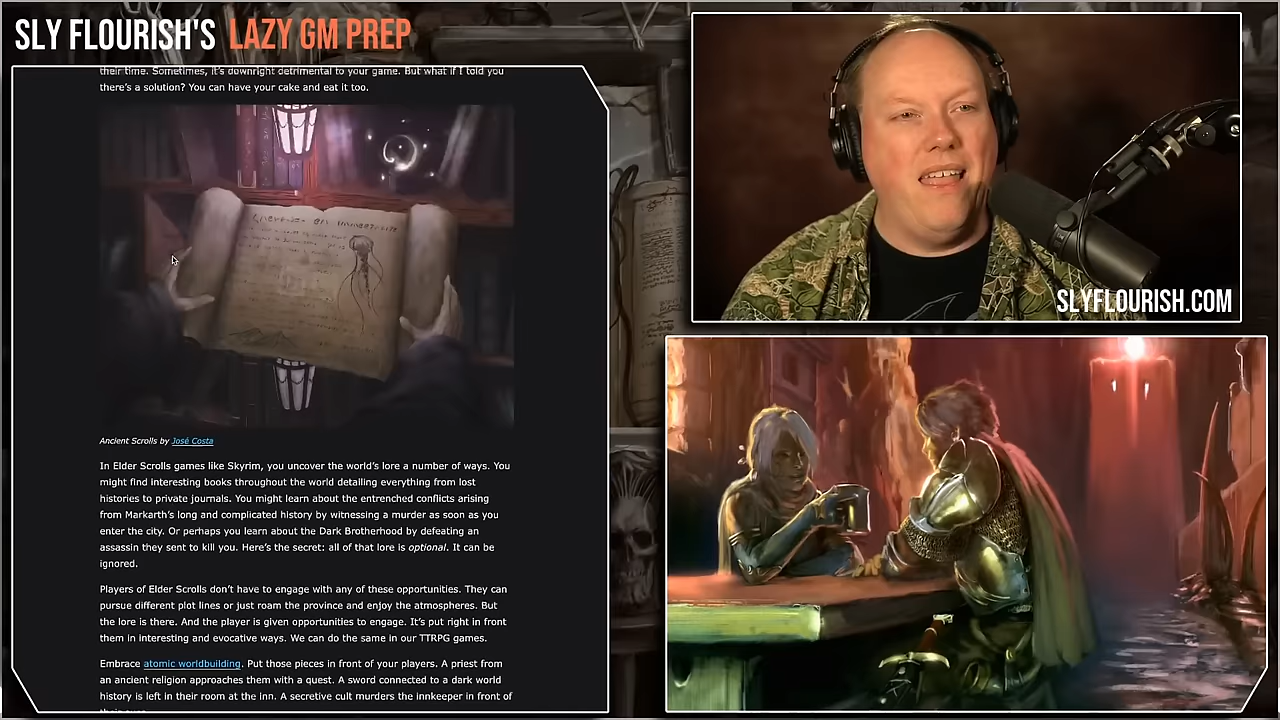 SLY FLOURISH'S LAZY GM PREP
their time. Sometimes, it's downright detrimental to your game. But what if I told you
there's a solution? You can have your cake and eat it too.
Ancient Scrolls by José Costa
In Elder Scrolls games like Skyrim, you uncover the world's lore a number of ways. You
might find interesting books throughout the world detailing everything from lost
histories to private journals. You might learn about the entrenched conflicts arising
from Markarth's long and complicated history by witnessing a murder as soon as you
enter the city. Or perhaps you learn about the Dark Brotherhood by defeating an
assassin they sent to kill you. Here's the secret: all of that lore is optional. It can be
ignored.
Players of Elder Scrolls don't have to engage with any of these opportunities. They can
pursue different plot lines or just roam the province and enjoy the atmospheres. But
the lore is there. And the player is given opportunities to engage. It's put right in front
them in interesting and evocative ways. We can do the same in our TTRPG games.
Embrace atomic worldbuilding. Put those pieces in front of your players. A priest from
an ancient religion approaches them with a quest. A sword connected to a dark world
history is left in their room at the inn. A secretive cult murders the innkeeper in front of
SLYFLOURISH.COM